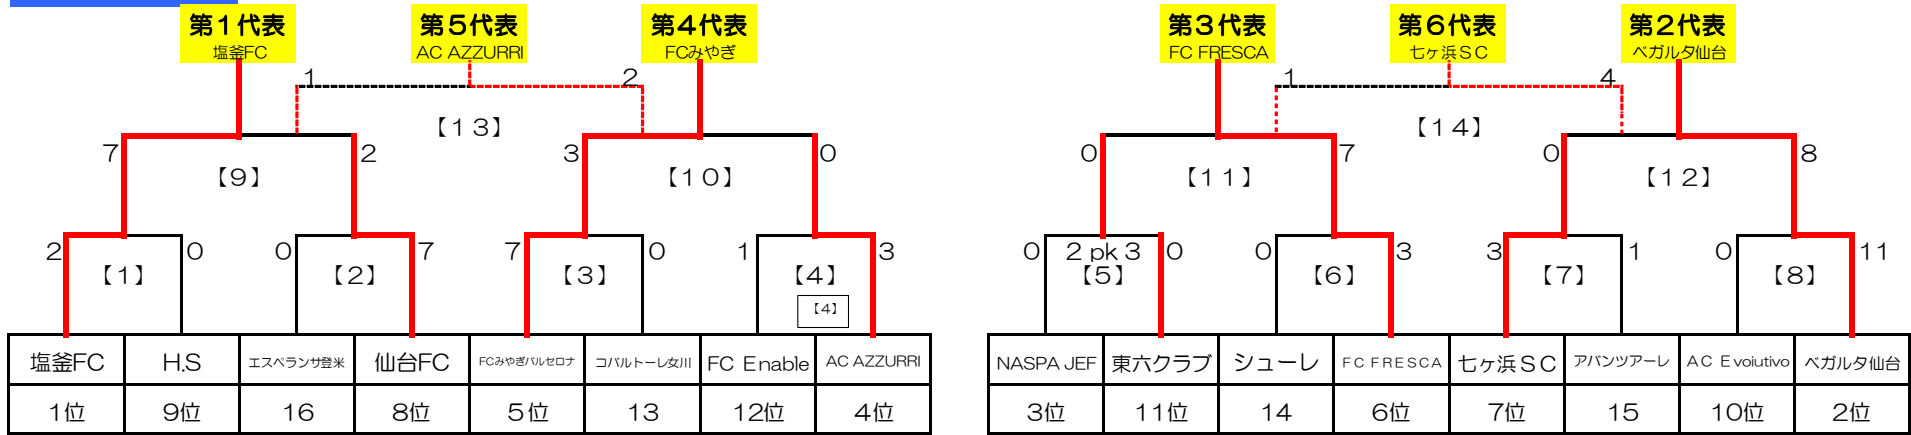 第1代表 第5代表 第4代表 第3代表 第6代表 第2代表
塩釜FC AC AZZURRI FCみやぎ FC FRESCA 七ヶ浜SC ベガルタ仙台
1 2 1 4
【13】 【14】
7 2 3 0 0 7 0 8
【9】 【10】 【11】 【12】
2 0 0 7 7 0 1 3 0 2 pk 3 0 0 3 3 1 0 11
【1】 【2】 【3】 【4】 【5】 【6】 【7】 【8】
【4】
塩釜FC H.S エスペランサ登米 仙台FC FCみやぎバルセロナ コバルトーレ女川 FC Enable AC AZZURRI NASPA JEF 東六クラブ シューレ FC FRESCA 七ヶ浜SC アバンツアーレ AC Evoiutivo ベガルタ仙台
1位 9位 16 8位 5位 13 12位 4位 3位 11位 14 6位 7位 15 10位 2位